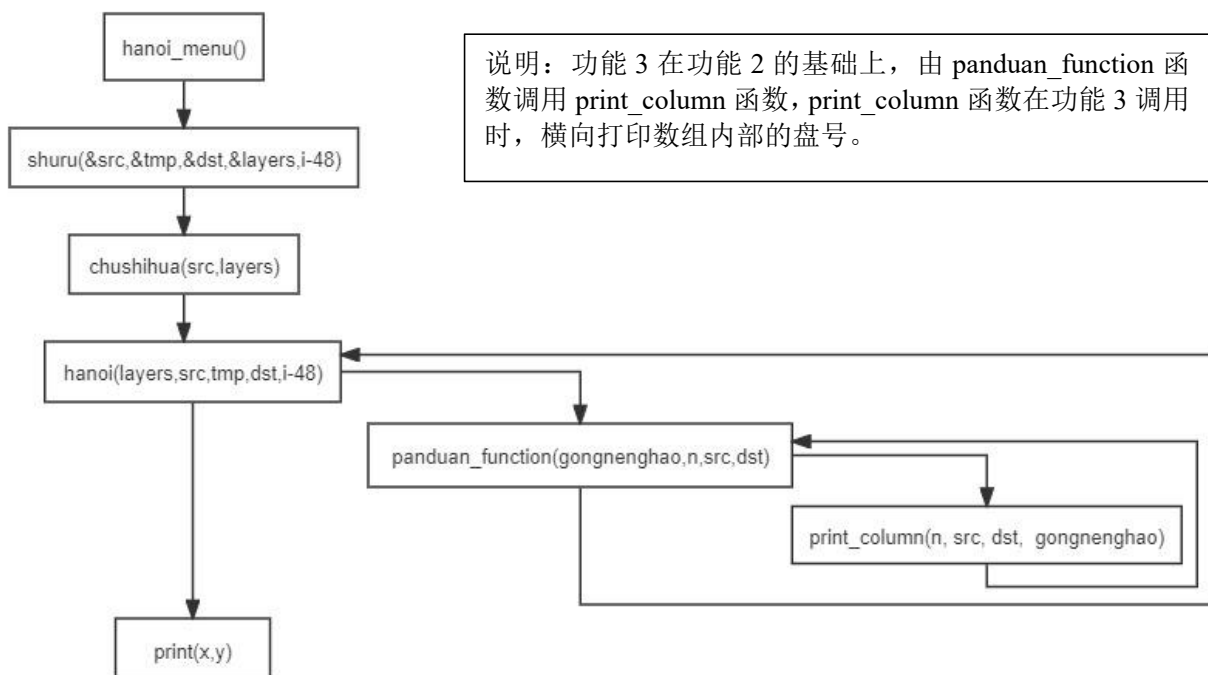 hanoi_menu()
说明：功能 3 在功能 2 的基础上，由 panduan_function 函
数调用 print_column 函数，print_column 函数在功能 3 调用
时，横向打印数组内部的盘号。
shuru(&src,&tmp,&dst,&layers,i-48)
chushihua(src,layers)
hanoi(layers,src,tmp,dst,i-48)
panduan_function(gongnenghao,n,src,dst)
print_column(n, src, dst,  gongnenghao)
print(x,y)